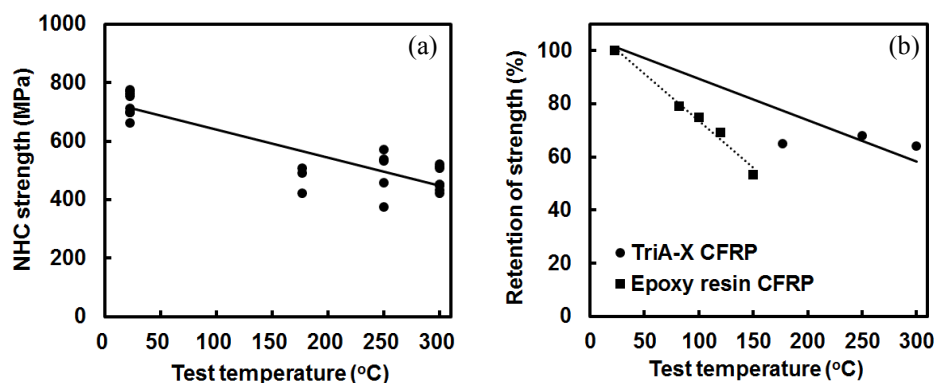 (a)
NHC strength (MPa)
1000
800
600
400
200
0
0 50 100 150 200 250 300
Test temperature (oC)
(b)
Retention of strength (%)
100
80
60
40
20
0
TriA-X CFRP
Epoxy resin CFRP
0 50 100 150 200 250 300
Test temperature (oC)